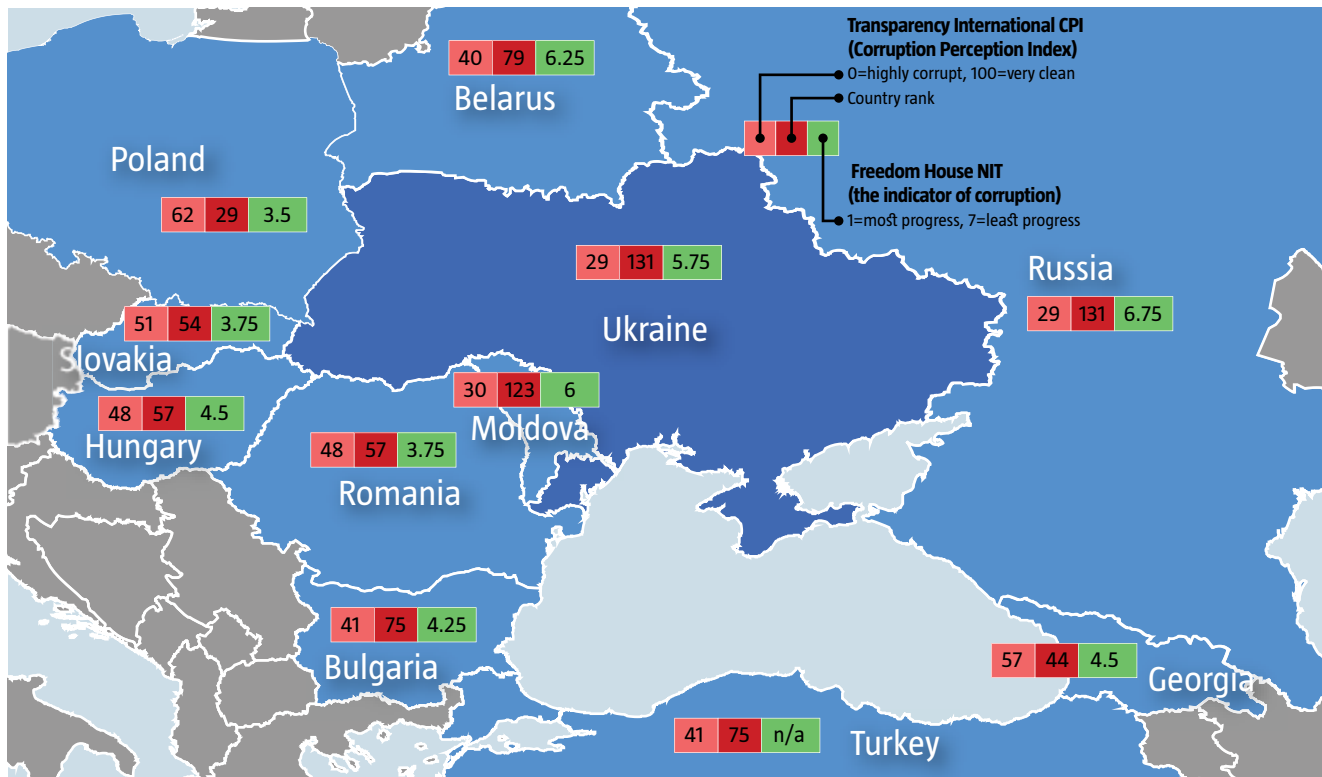 Transparency International CPI
(Corruption Perception Index)
0=highly corrupt, 100=very clean
Country rank
Freedom House NIT
(the indicator of corruption)
1=most progress, 7=least progress
40 79 6.25
Belarus
Poland
62 29 3.5
29 131 5.75
Ukraine
Russia
29 131 6.75
51 54 3.75
Slovakia
48 57 4.5
Hungary
30 123 6
Moldova
48 57 3.75
Romania
41 75 4.25
Bulgaria
57 44 4.5
Georgia
41 75 n/a
Turkey